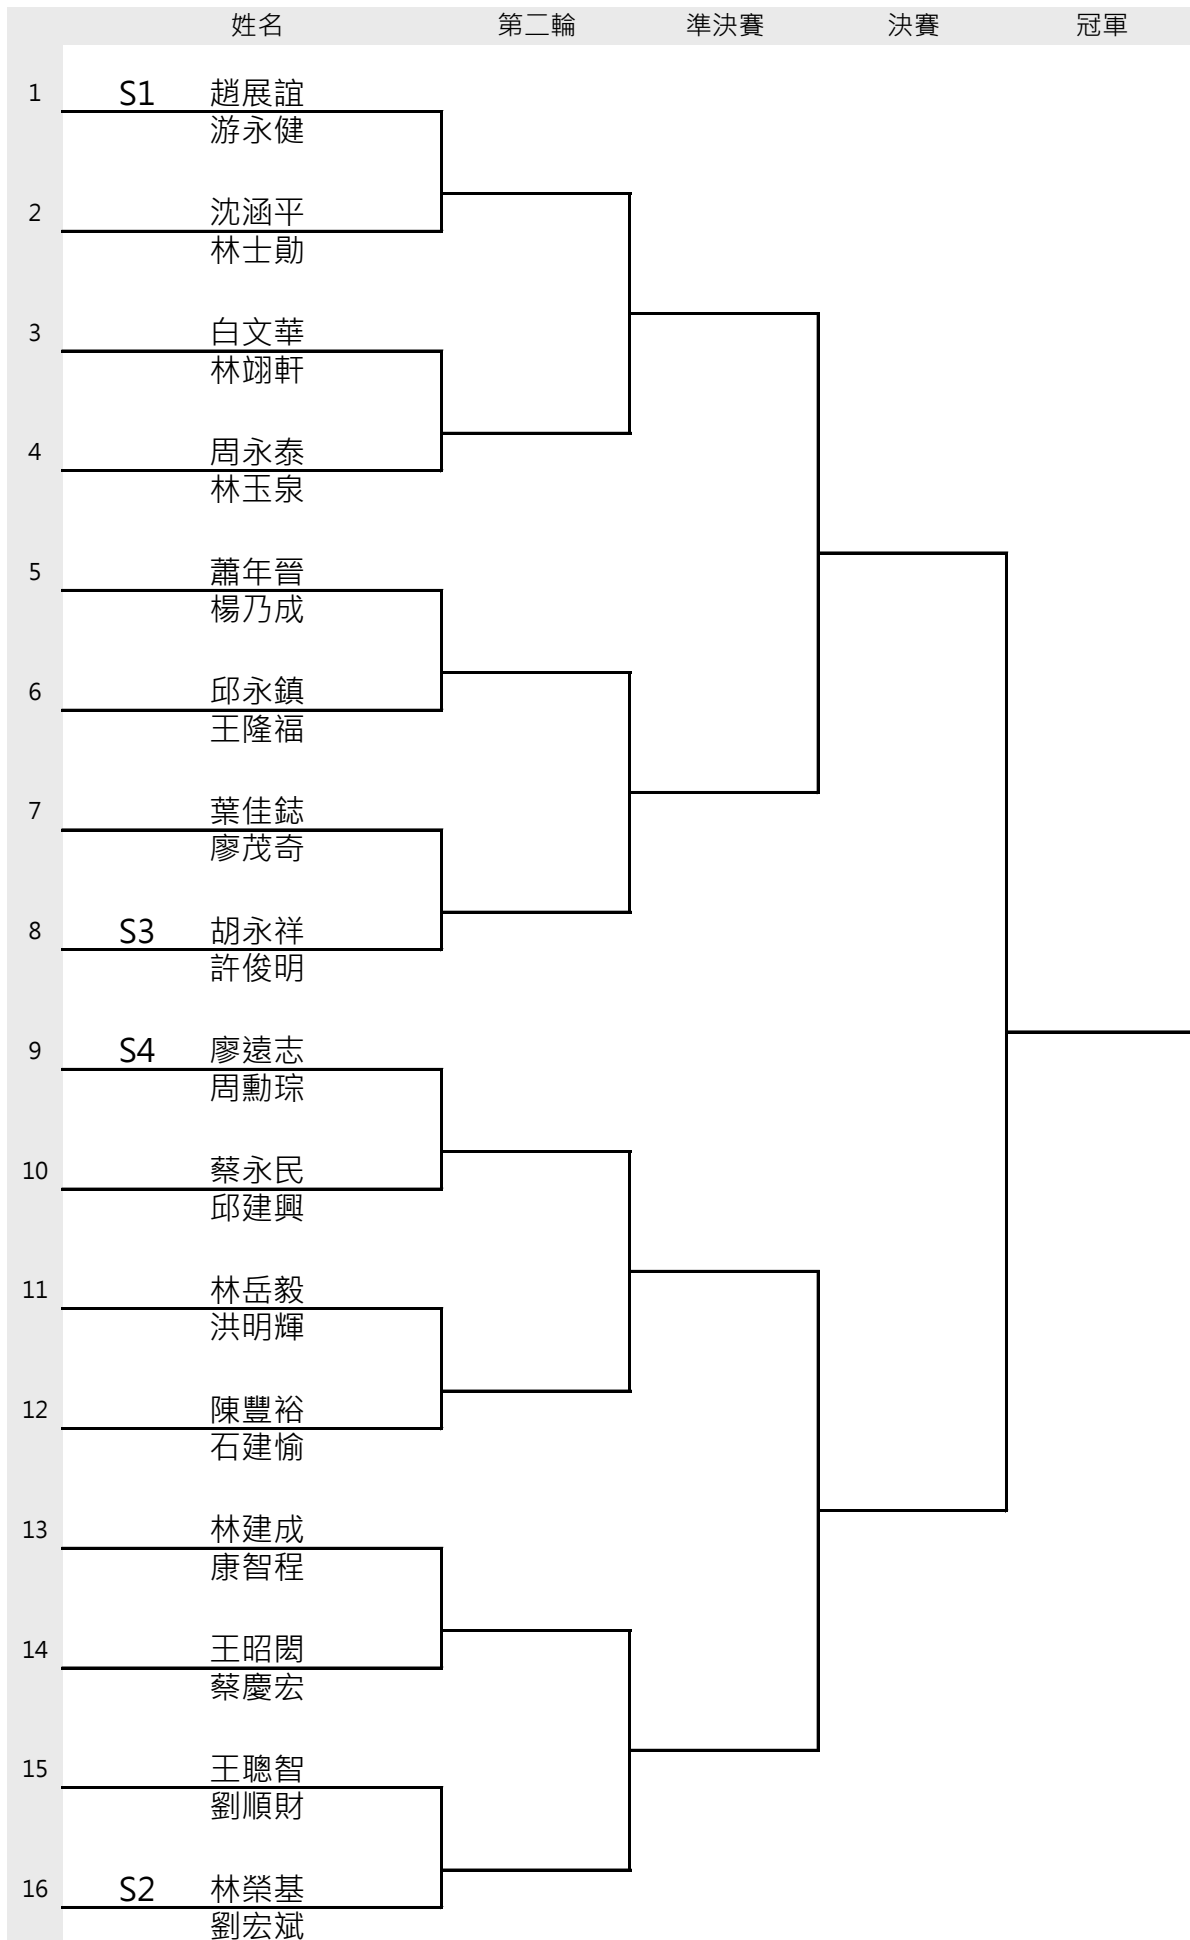 姓名 第二輪 準決賽 決賽 冠軍
1 S1 趙展誼
游永健
2 沈涵平
林士勛
3 白文華
林翊軒
4 周永泰
林玉泉
5 蕭年晉
楊乃成
6 邱永鎮
王隆福
7 葉佳鋕
廖茂奇
8 S3 胡永祥
許俊明
9 S4 廖遠志
周勳琮
10 蔡永民
邱建興
11 林岳毅
洪明輝
12 陳豐裕
石建愉
13 林建成
康智程
14 王昭閎
蔡慶宏
15 王聰智
劉順財
16 S2 林榮基
劉宏斌